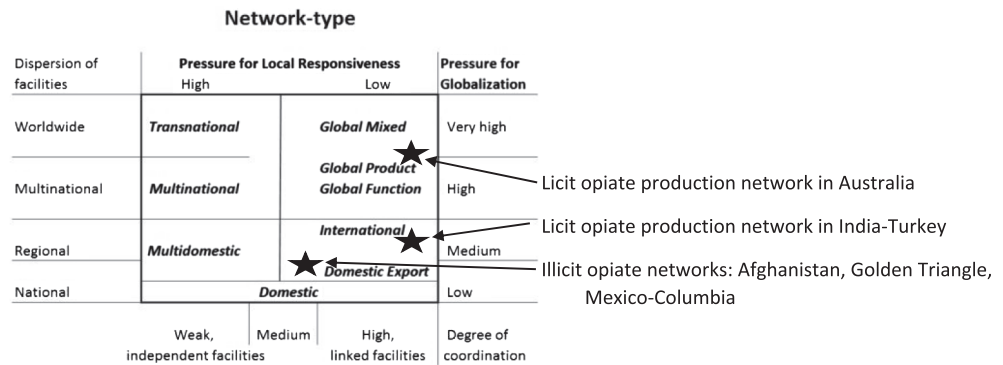 Network-type
Dispersion of facilities
Pressure for Local Responsiveness
High Low
Pressure for Globalization
Worldwide Transnational Global Mixed Very high
Global Product
Multinational Multinational Global Function High
Licit opiate production network in Australia
International
Licit opiate production network in India-Turkey
Regional Multidomestic Medium
Domestic Export
Illicit opiate networks: Afghanistan, Golden Triangle,
Mexico-Columbia
National Domestic Low
Weak, independent facilities
Medium
High, linked facilities
Degree of coordination